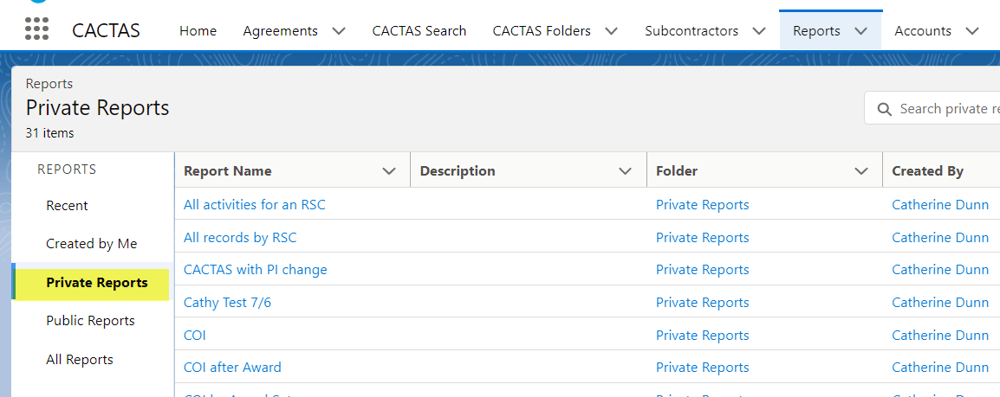 CACTAS Home Agreements CACTAS Search CACTAS Folders Subcontractors Reports Accounts
Reports
Private Reports
31 items
Search private re
REPORTS
Recent
Created by Me
Private Reports
Public Reports
All Reports
Report Name Description Folder Created By
All activities for an RSC Private Reports Catherine Dunn
All records by RSC Private Reports Catherine Dunn
CACTAS with PI change Private Reports Catherine Dunn
Cathy Test 7/6 Private Reports Catherine Dunn
COI Private Reports Catherine Dunn
COI after Award Private Reports Catherine Dunn